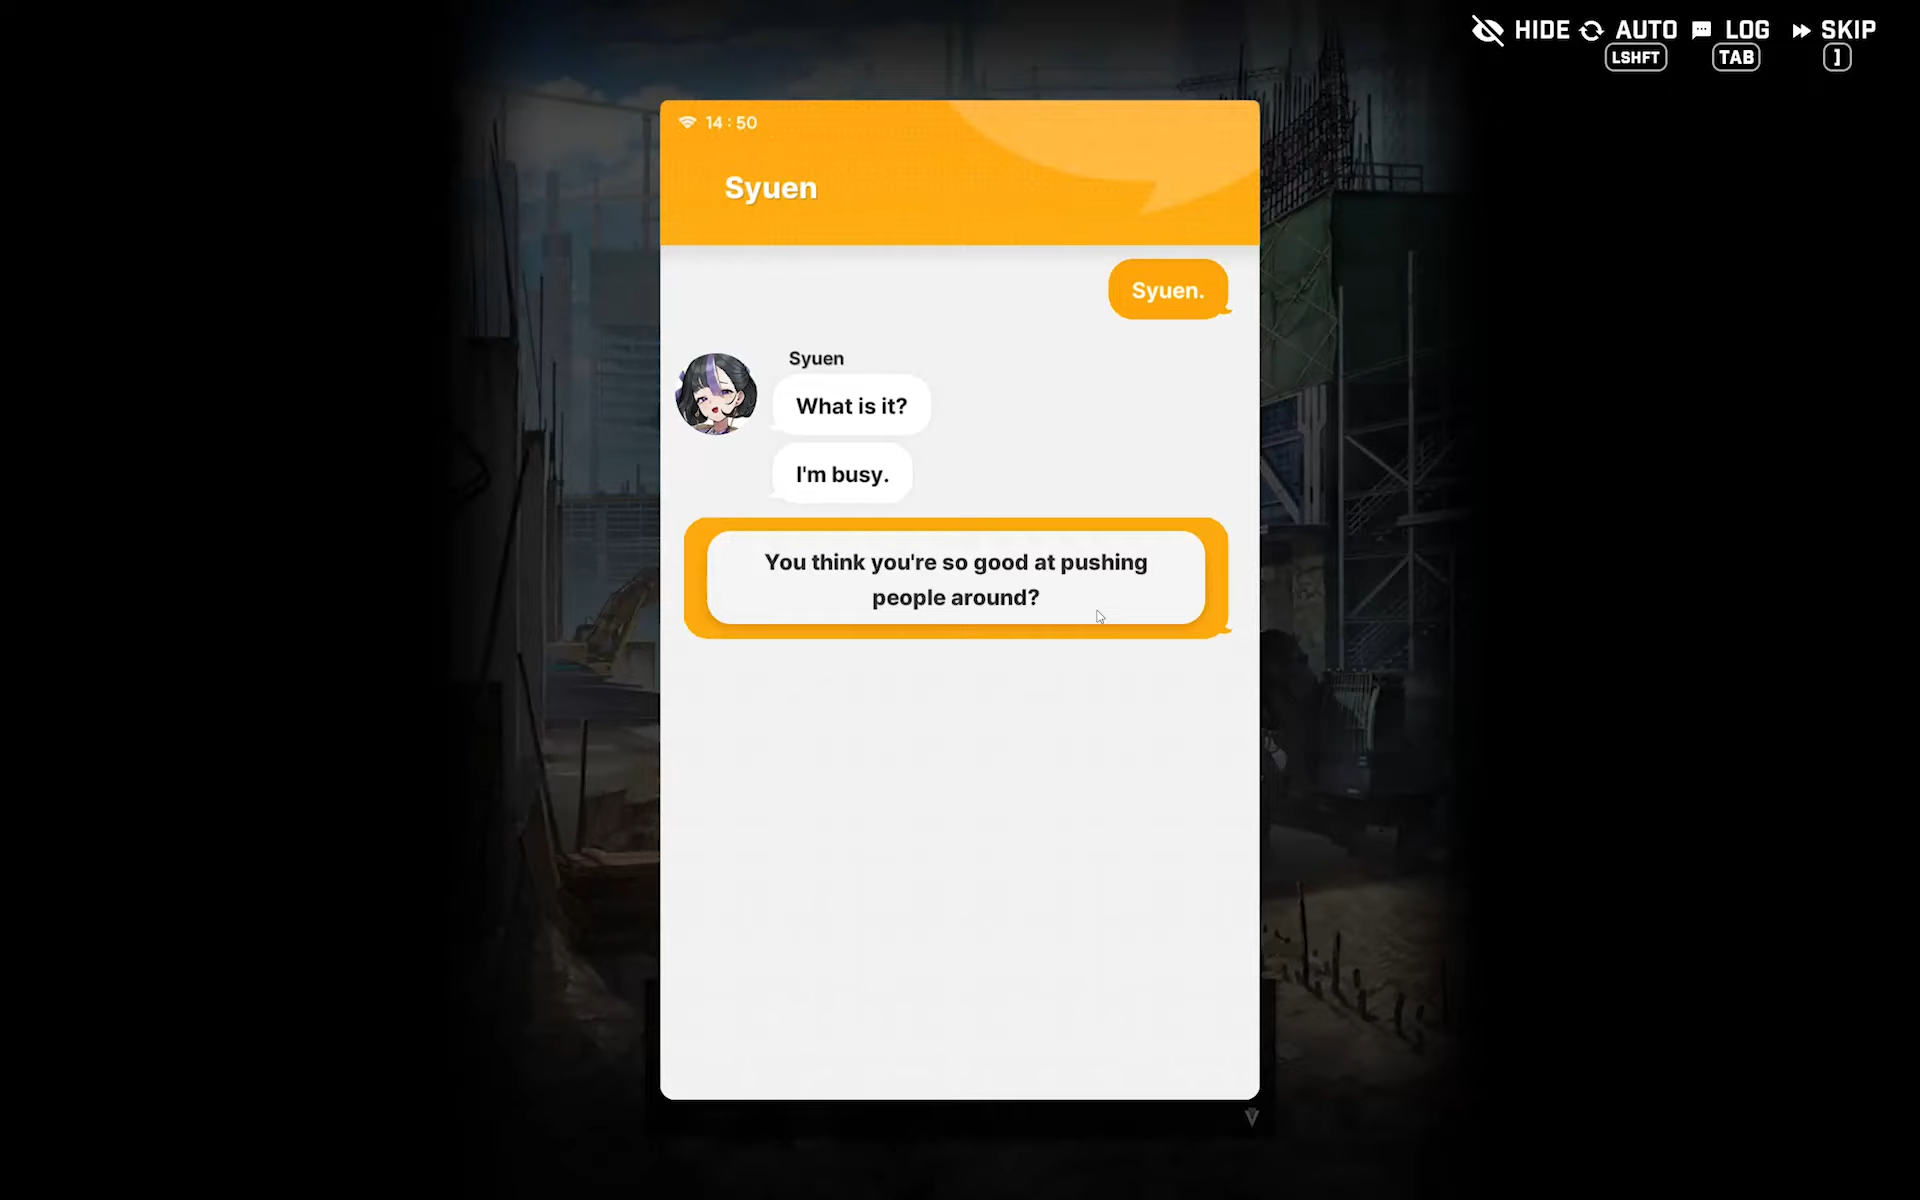 HIDE AUTO LOG SKIP
LSHFT TAB ]
14:50
Syuen
Syuen.
Syuen
What is it?
I'm busy.
You think you're so good at pushing
people around?